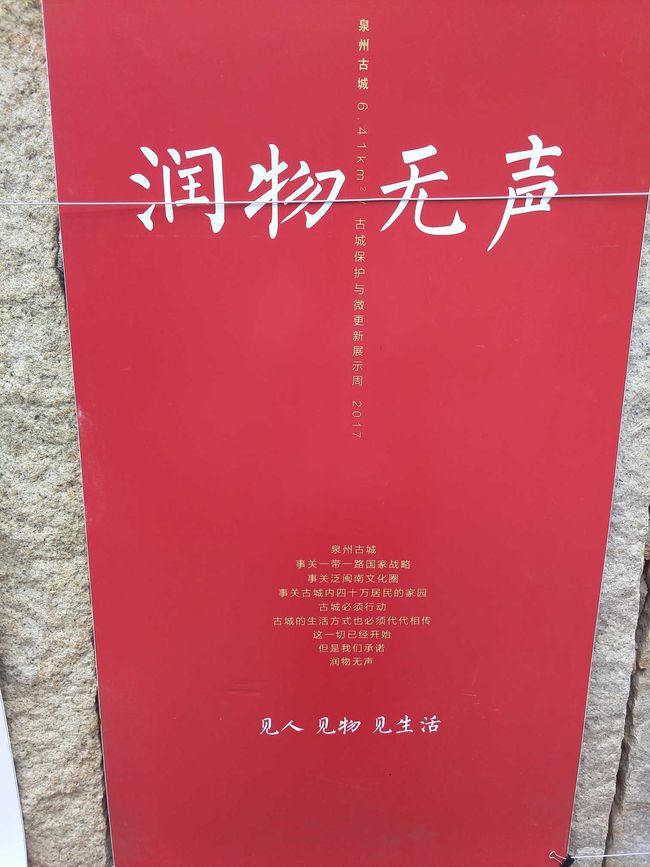 泉州古城 6.41km² / 古城保护与微更新展示周 2017
润物无声
泉州古城
事关一带一路国家战略
事关泛闽南文化圈
事关古城内四十万居民的家园
古城必须行动
古城的生活方式也必须代代相传
这一切已经开始
但是我们承诺
润物无声
见人 见物 见生活